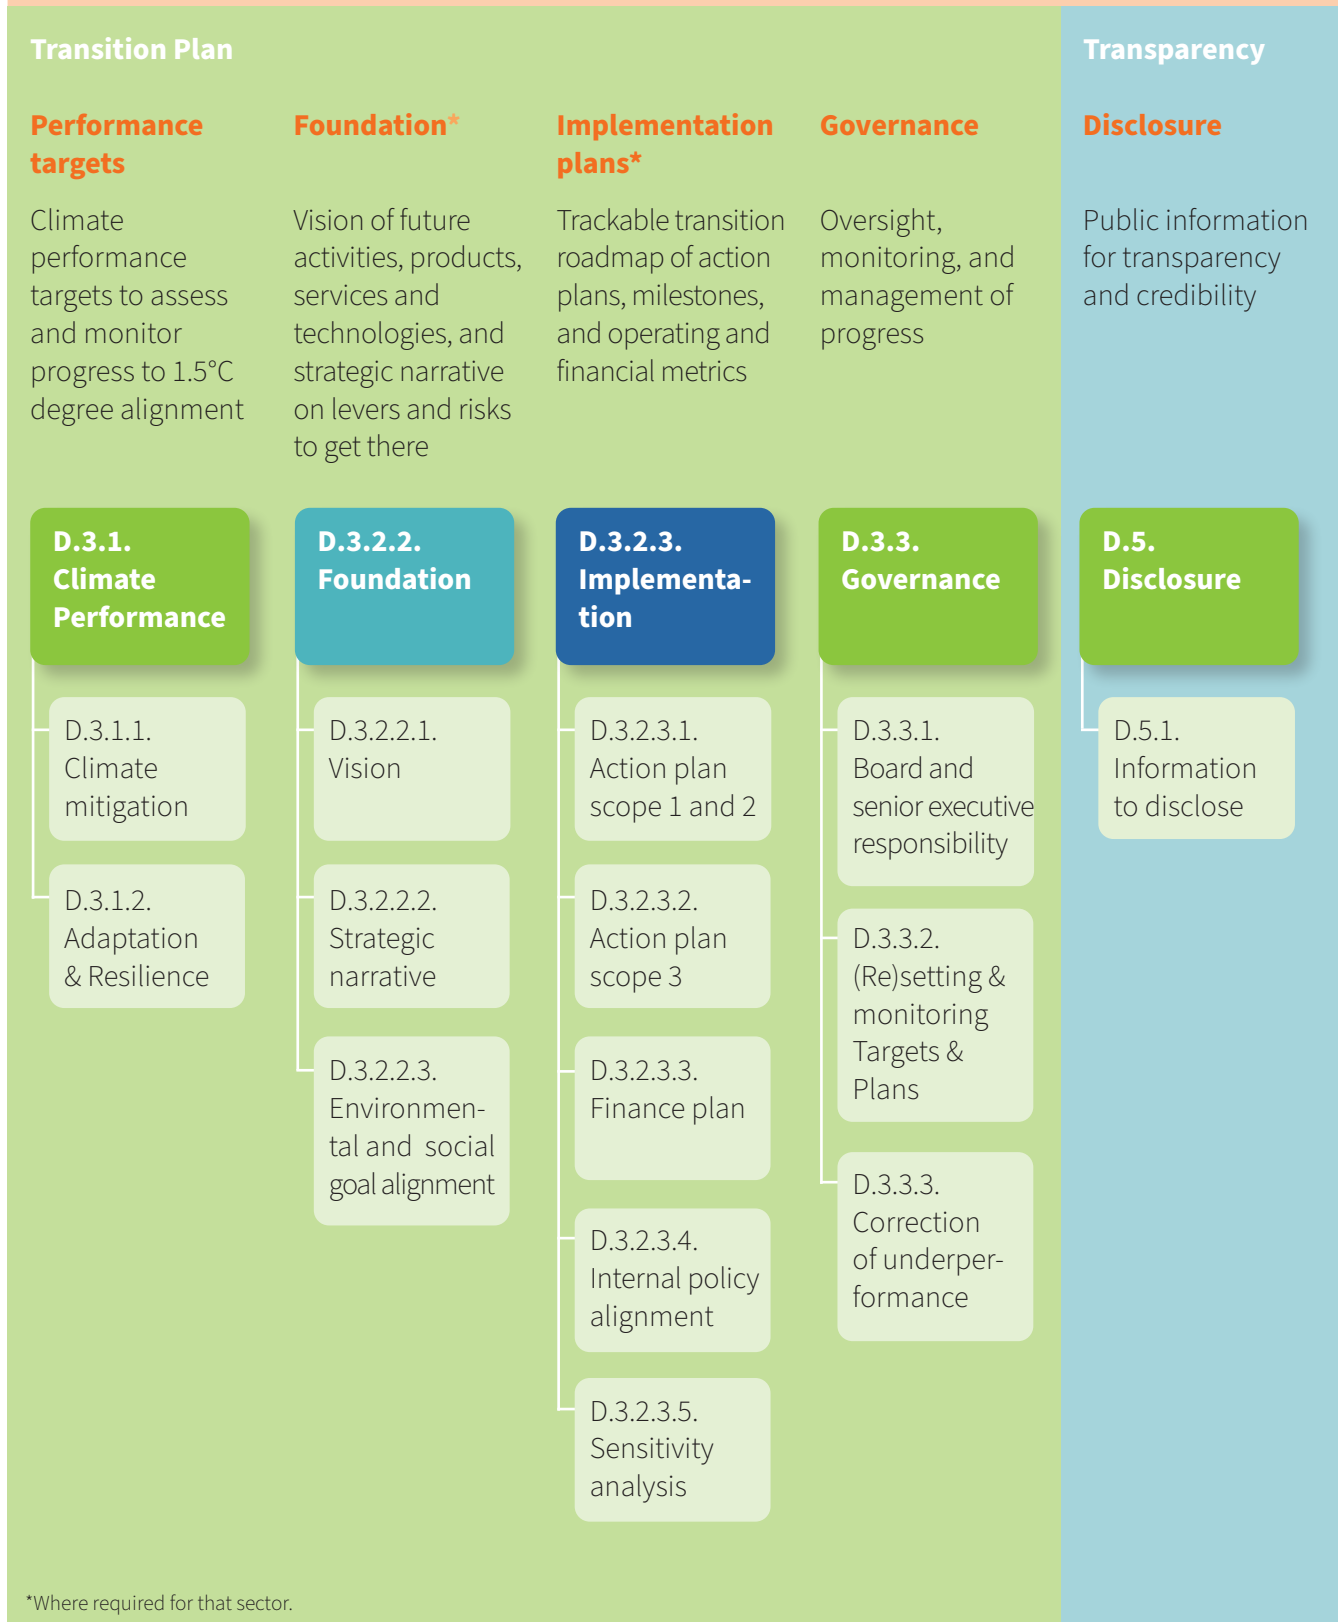 Transition Plan
Transparency
Performance
targets
Climate
performance
targets to assess
and monitor
progress to 1.5°C
degree alignment
Foundation*
Vision of future
activities, products,
services and
technologies, and
strategic narrative
on levers and risks
to get there
Implementation
plans*
Trackable transition
roadmap of action
plans, milestones,
and operating and
financial metrics
Governance
Oversight,
monitoring, and
management of
progress
Disclosure
Public information
for transparency
and credibility
D.3.1.
Climate
Performance
D.3.1.1.
Climate
mitigation
D.3.1.2.
Adaptation
& Resilience
D.3.2.2.
Foundation
D.3.2.2.1.
Vision
D.3.2.2.2.
Strategic
narrative
D.3.2.2.3.
Environmen-
tal and  social
goal alignment
D.3.2.3.
Implementa-
tion
D.3.2.3.1.
Action plan
scope 1 and 2
D.3.2.3.2.
Action plan
scope 3
D.3.2.3.3.
Finance plan
D.3.2.3.4.
Internal policy
alignment
D.3.2.3.5.
Sensitivity
analysis
D.3.3.
Governance
D.3.3.1.
Board and
senior executive
responsibility
D.3.3.2.
(Re)setting &
monitoring
Targets &
Plans
D.3.3.3.
Correction
of underper-
formance
D.5.
Disclosure
D.5.1.
Information
to disclose
*Where required for that sector.